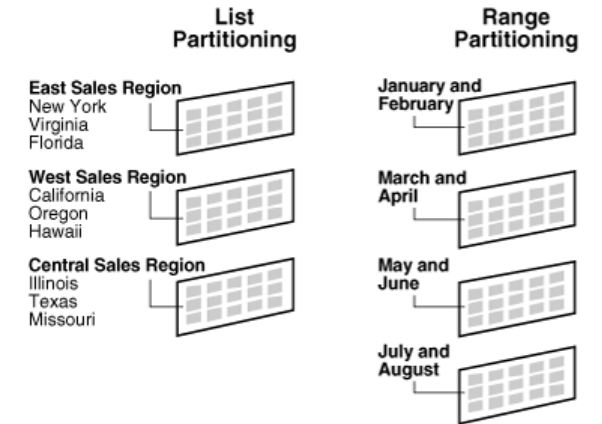 List
Partitioning
East Sales Region
New York
Virginia
Florida
West Sales Region
California
Oregon
Hawaii
Central Sales Region
Illinois
Texas
Missouri
Range
Partitioning
January and
February
March and
April
May and
June
July and
August